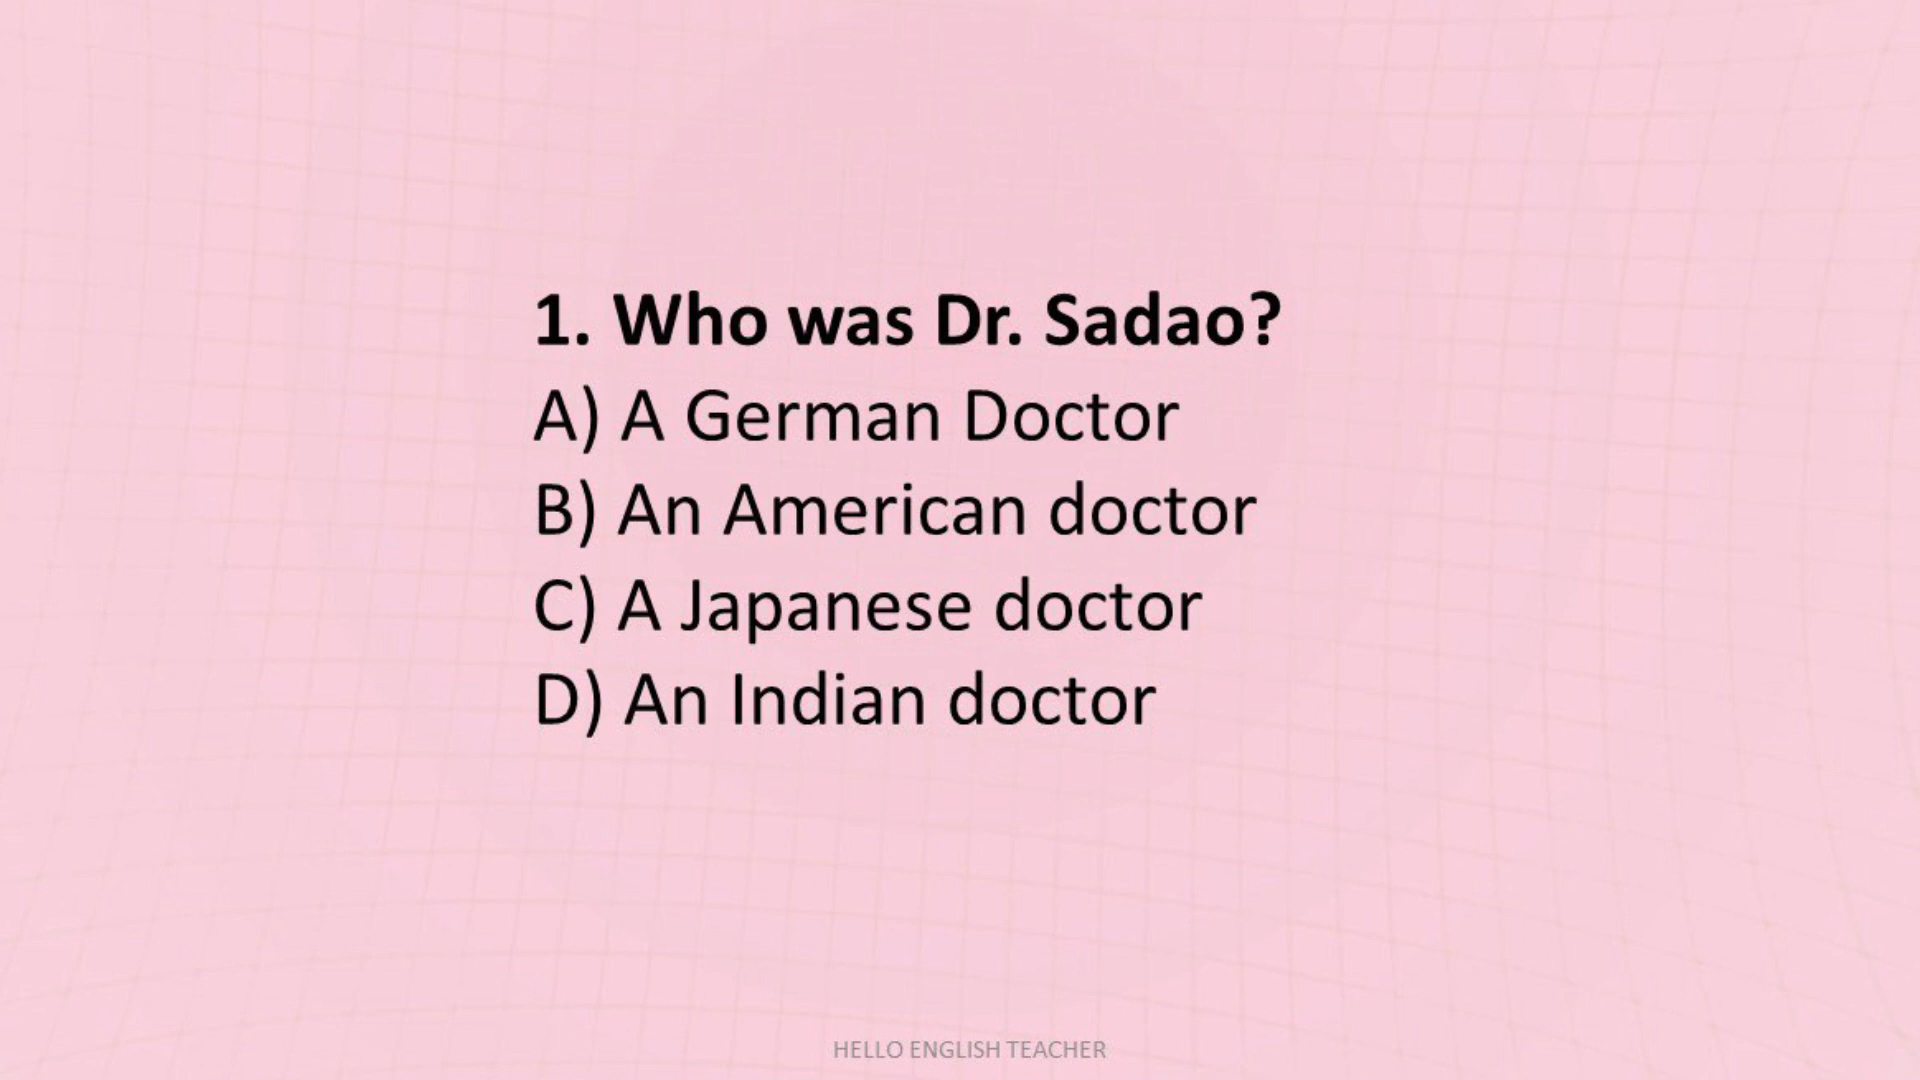 1. Who was Dr. Sadao?
A) A German Doctor
B) An American doctor
C) A Japanese doctor
D) An Indian doctor
HELLO ENGLISH TEACHER